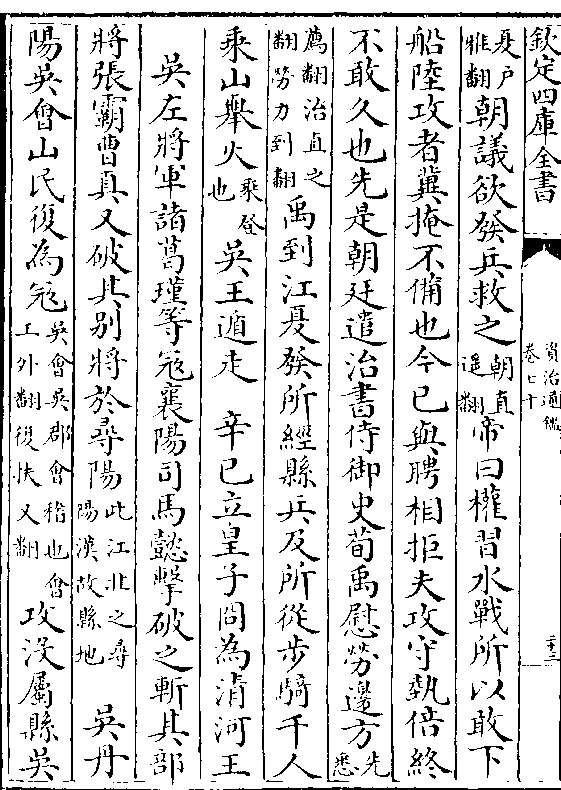 欽定四庫全書
資治通鑑
卷七十
二十三
夏戶
雅翻
朝議欲發兵救之
朝直
遥翻
帝曰權習水戰所以敢下
船陸攻者冀掩不備也今已與聘相拒夫攻守勢倍終
不敢久也先是朝廷遣治書侍御史荀禹慰勞邊方
先
悉
薦翻治直之
翻勞力到翻
禹到江夏發所經縣兵及所從步騎千人
乘山舉火
乘登
也
吳王遁走 辛巳立皇子冏為清河王
吳左將軍諸葛瑾等宼襄陽司馬懿擊破之斬其部
將張霸曹真又破其别將於尋陽
此江北之尋
陽漢故縣地
吳丹
陽吳會山民復為宼
吳會吳郡會稽也會
工外翻復扶又翻
攻没屬縣吳